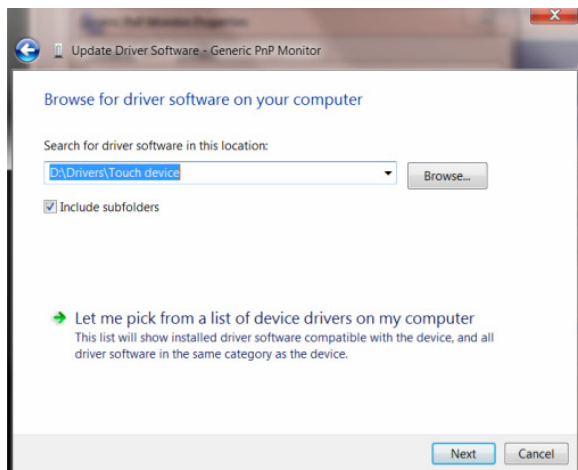 Update Driver Software - Generic PnP Monitor
Browse for driver software on your computer
Search for driver software in this location:
D:\Drivers\Touch device
Browse...
Include subfolders
Let me pick from a list of device drivers on my computer
This list will show installed driver software compatible with the device, and all
driver software in the same category as the device.
Next
Cancel